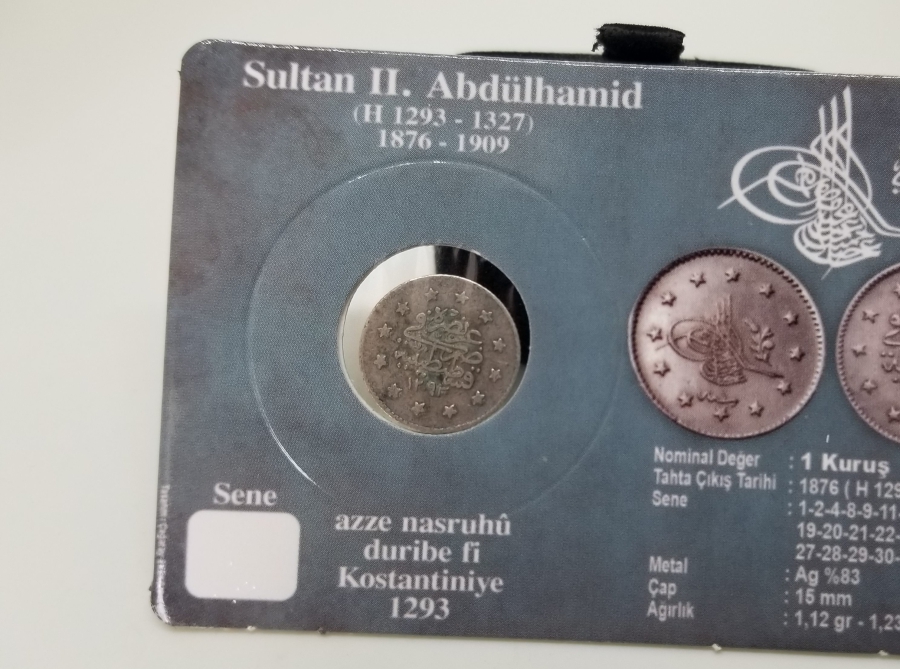 Sultan II. Abdülhamid
(H 1293 - 1327)
1876 - 1909
Sene
azze nasruhû
duribe fî
Kostantiniye
1293
Nominal Değer : 1 Kuruş
Tahta Çıkış Tarihi : 1876 ( H 129
Sene : 1-2-4-8-9-11-
19-20-21-22-
27-28-29-30-
Metal : Ag %83
Çap : 15 mm
Ağırlık : 1,12 gr - 1,23